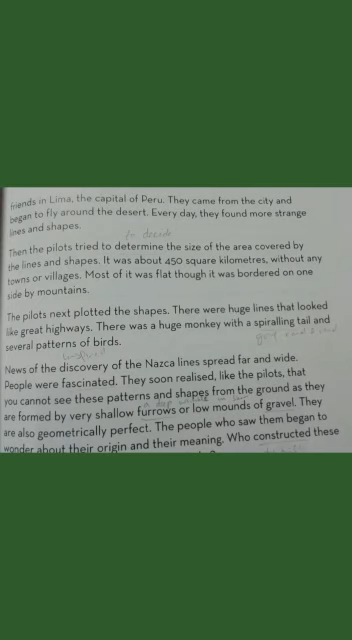 friends in Lima, the capital of Peru. They came from the city and
began to fly around the desert. Every day, they found more strange
lines and shapes.
to decide
Then the pilots tried to determine the size of the area covered by
the lines and shapes. It was about 450 square kilometres, without any
towns or villages. Most of it was flat though it was bordered on one
side by mountains.
The pilots next plotted the shapes. There were huge lines that looked
like great highways. There was a huge monkey with a spiralling tail and
several patterns of birds.
News of the discovery of the Nazca lines spread far and wide.
People were fascinated. They soon realised, like the pilots, that
you cannot see these patterns and shapes from the ground as they
are formed by very shallow furrows or low mounds of gravel. They
are also geometrically perfect. The people who saw them began to
wonder about their origin and their meaning. Who constructed these